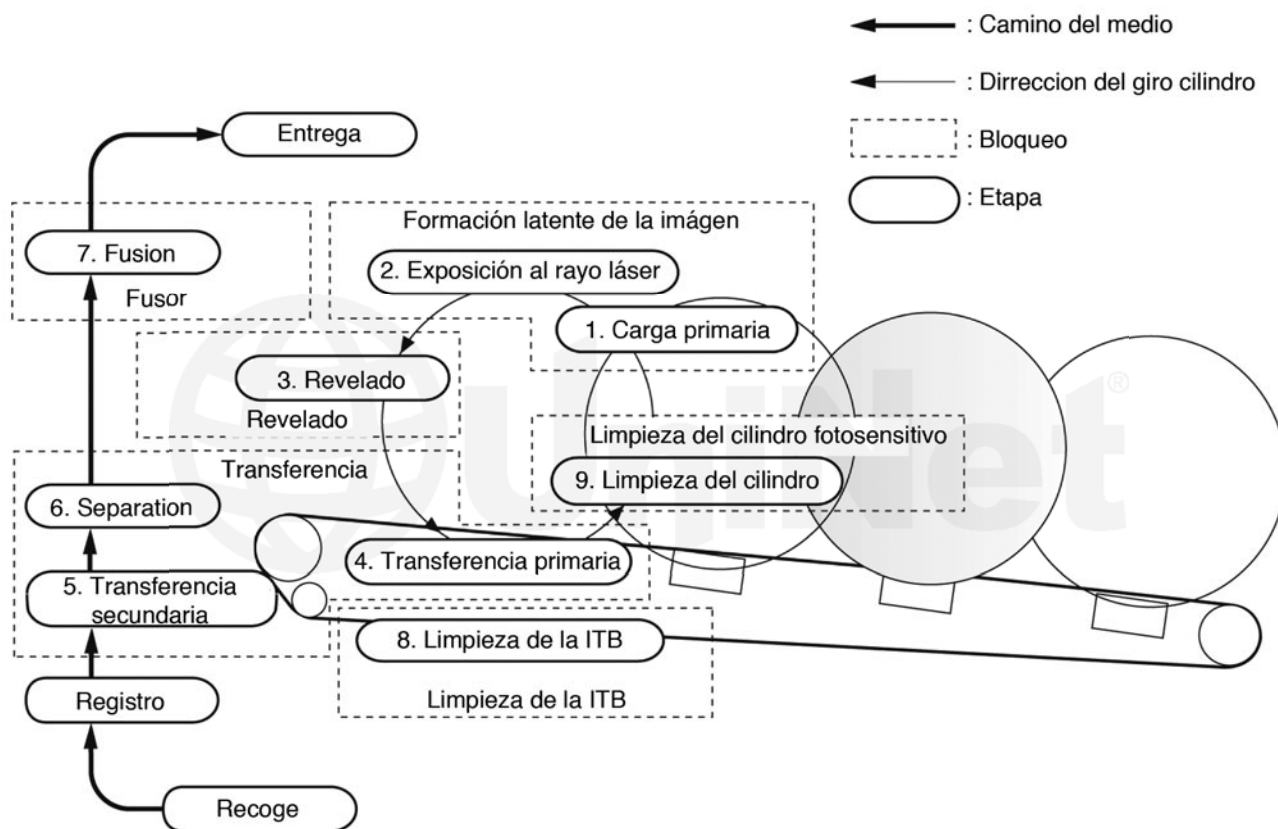 : Camino del medio
: Dirreccion del giro cilindro
: Bloqueo
: Etapa
Entrega
Formación latente de la imágen
7. Fusion
2. Exposición al rayo láser
Fusor
1. Carga primaria
3. Revelado
Revelado
Limpieza del cilindro fotosensitivo
Transferencia
9. Limpieza del cilindro
UniNet®
6. Separation
4. Transferencia primaria
5. Transferencia
secundaria
8. Limpieza de la ITB
Registro
Limpieza de la ITB
Recoge